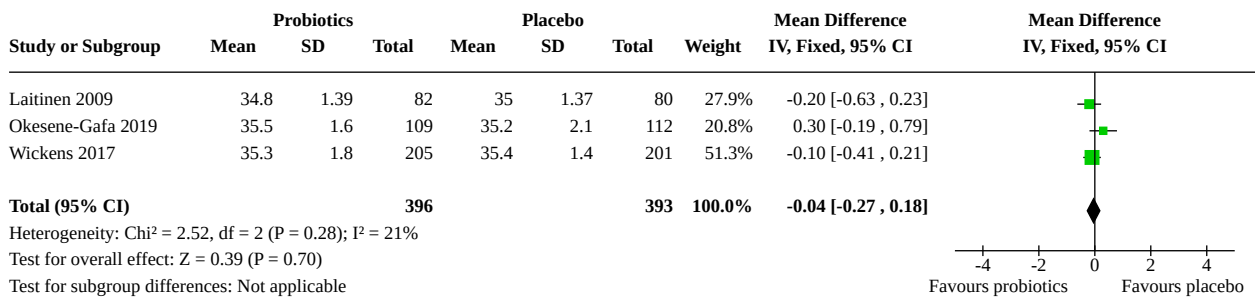 Probiotics Placebo Mean Difference Mean Difference
Study or Subgroup Mean SD Total Mean SD Total Weight IV, Fixed, 95% CI IV, Fixed, 95% CI
Laitinen 2009 34.8 1.39 82 35 1.37 80 27.9% -0.20 [-0.63 , 0.23]
Okesene-Gafa 2019 35.5 1.6 109 35.2 2.1 112 20.8% 0.30 [-0.19 , 0.79]
Wickens 2017 35.3 1.8 205 35.4 1.4 201 51.3% -0.10 [-0.41 , 0.21]
Total (95% CI) 396 393 100.0% -0.04 [-0.27 , 0.18]
Heterogeneity: Chi² = 2.52, df = 2 (P = 0.28); I² = 21%
Test for overall effect: Z = 0.39 (P = 0.70)
-4 -2 0 2 4
Test for subgroup differences: Not applicable
Favours probiotics Favours placebo